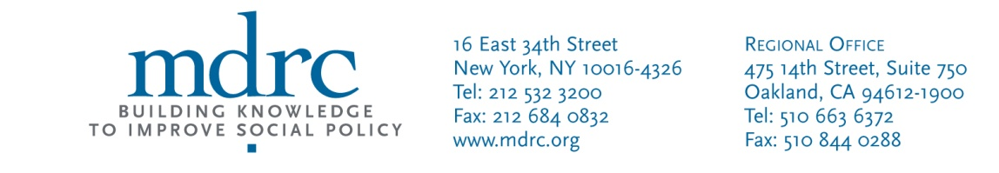 mdrc
BUILDING KNOWLEDGE
TO IMPROVE SOCIAL POLICY
16 East 34th Street
New York, NY 10016-4326
Tel: 212 532 3200
Fax: 212 684 0832
www.mdrc.org
REGIONAL OFFICE
475 14th Street, Suite 750
Oakland, CA 94612-1900
Tel: 510 663 6372
Fax: 510 844 0288